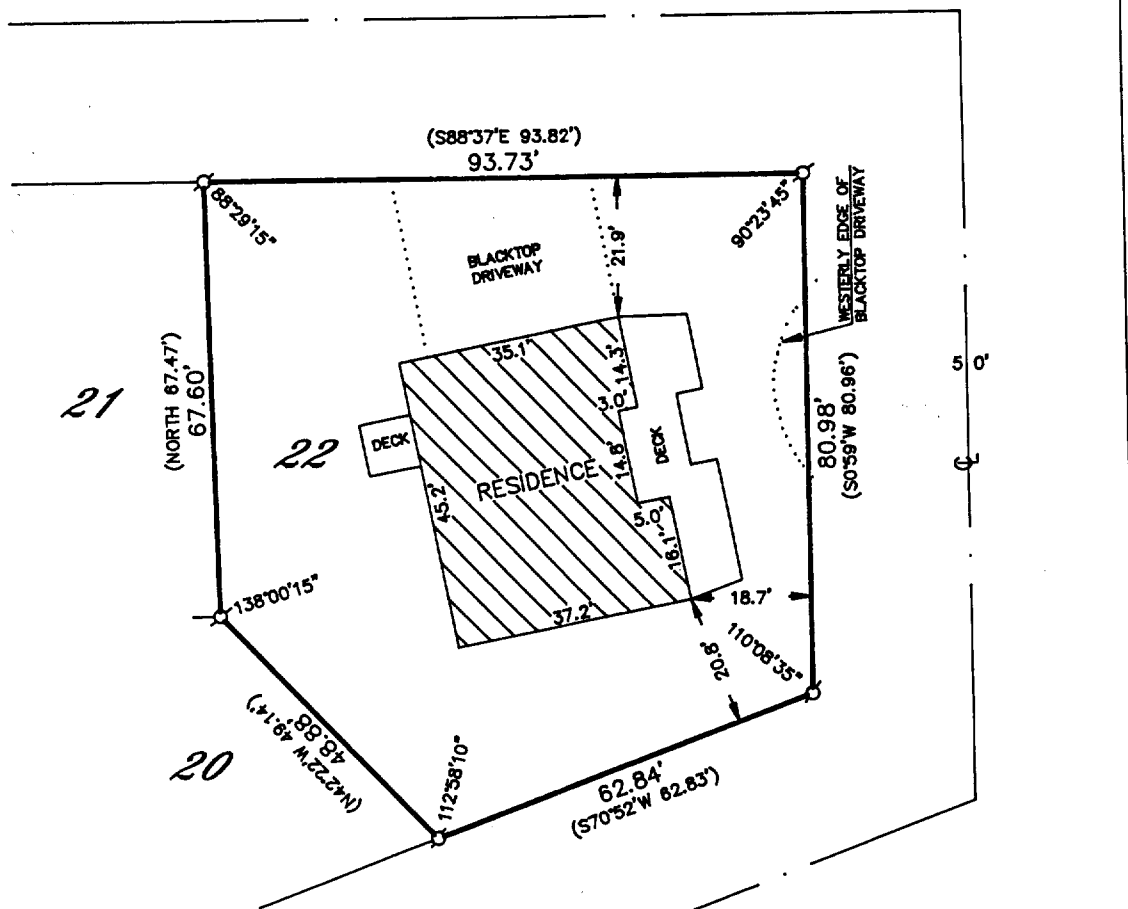 (S88°37'E 93.82')
93.73'
88°29'15"
90°23'45"
WESTERLY EDGE OF
BLACKTOP DRIVEWAY
BLACKTOP
DRIVEWAY
21.9'
35.1'
14.3'
3.0'
(NORTH 67.47')
67.60'
21
22
DECK
DECK
RESIDENCE
14.8'
45.2'
5.0'
16.1'
37.2'
18.7'
20.8'
80.98'
(S0°59'W 80.96')
5 0'
138°00'15"
110°08'35"
(N42°22'W 49.14')
48.88'
20
112°58'10"
62.84'
(S70°52'W 62.83')